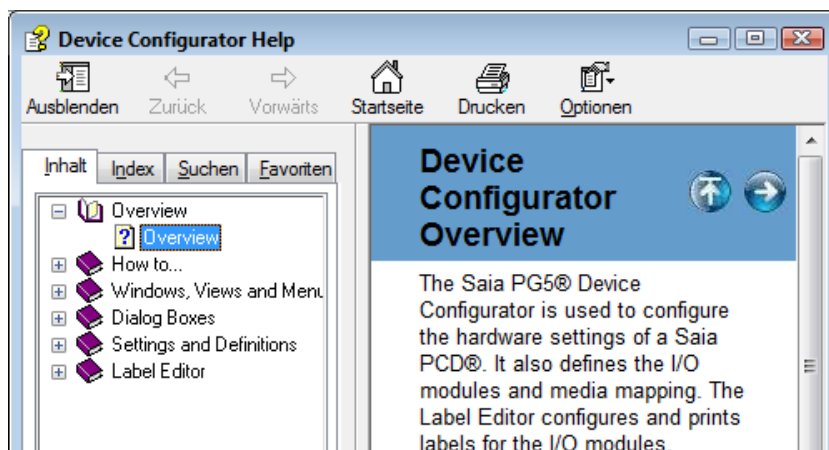 Device Configurator Help
Ausblenden Zurück Vorwärts Startseite Drucken Optionen
Inhalt Index Suchen Favoriten
Overview
Overview
How to...
Windows, Views and Menu
Dialog Boxes
Settings and Definitions
Label Editor
Device
Configurator
Overview
The Saia PG5® Device
Configurator is used to configure
the hardware settings of a Saia
PCD®. It also defines the I/O
modules and media mapping. The
Label Editor configures and prints
labels for the I/O modules.